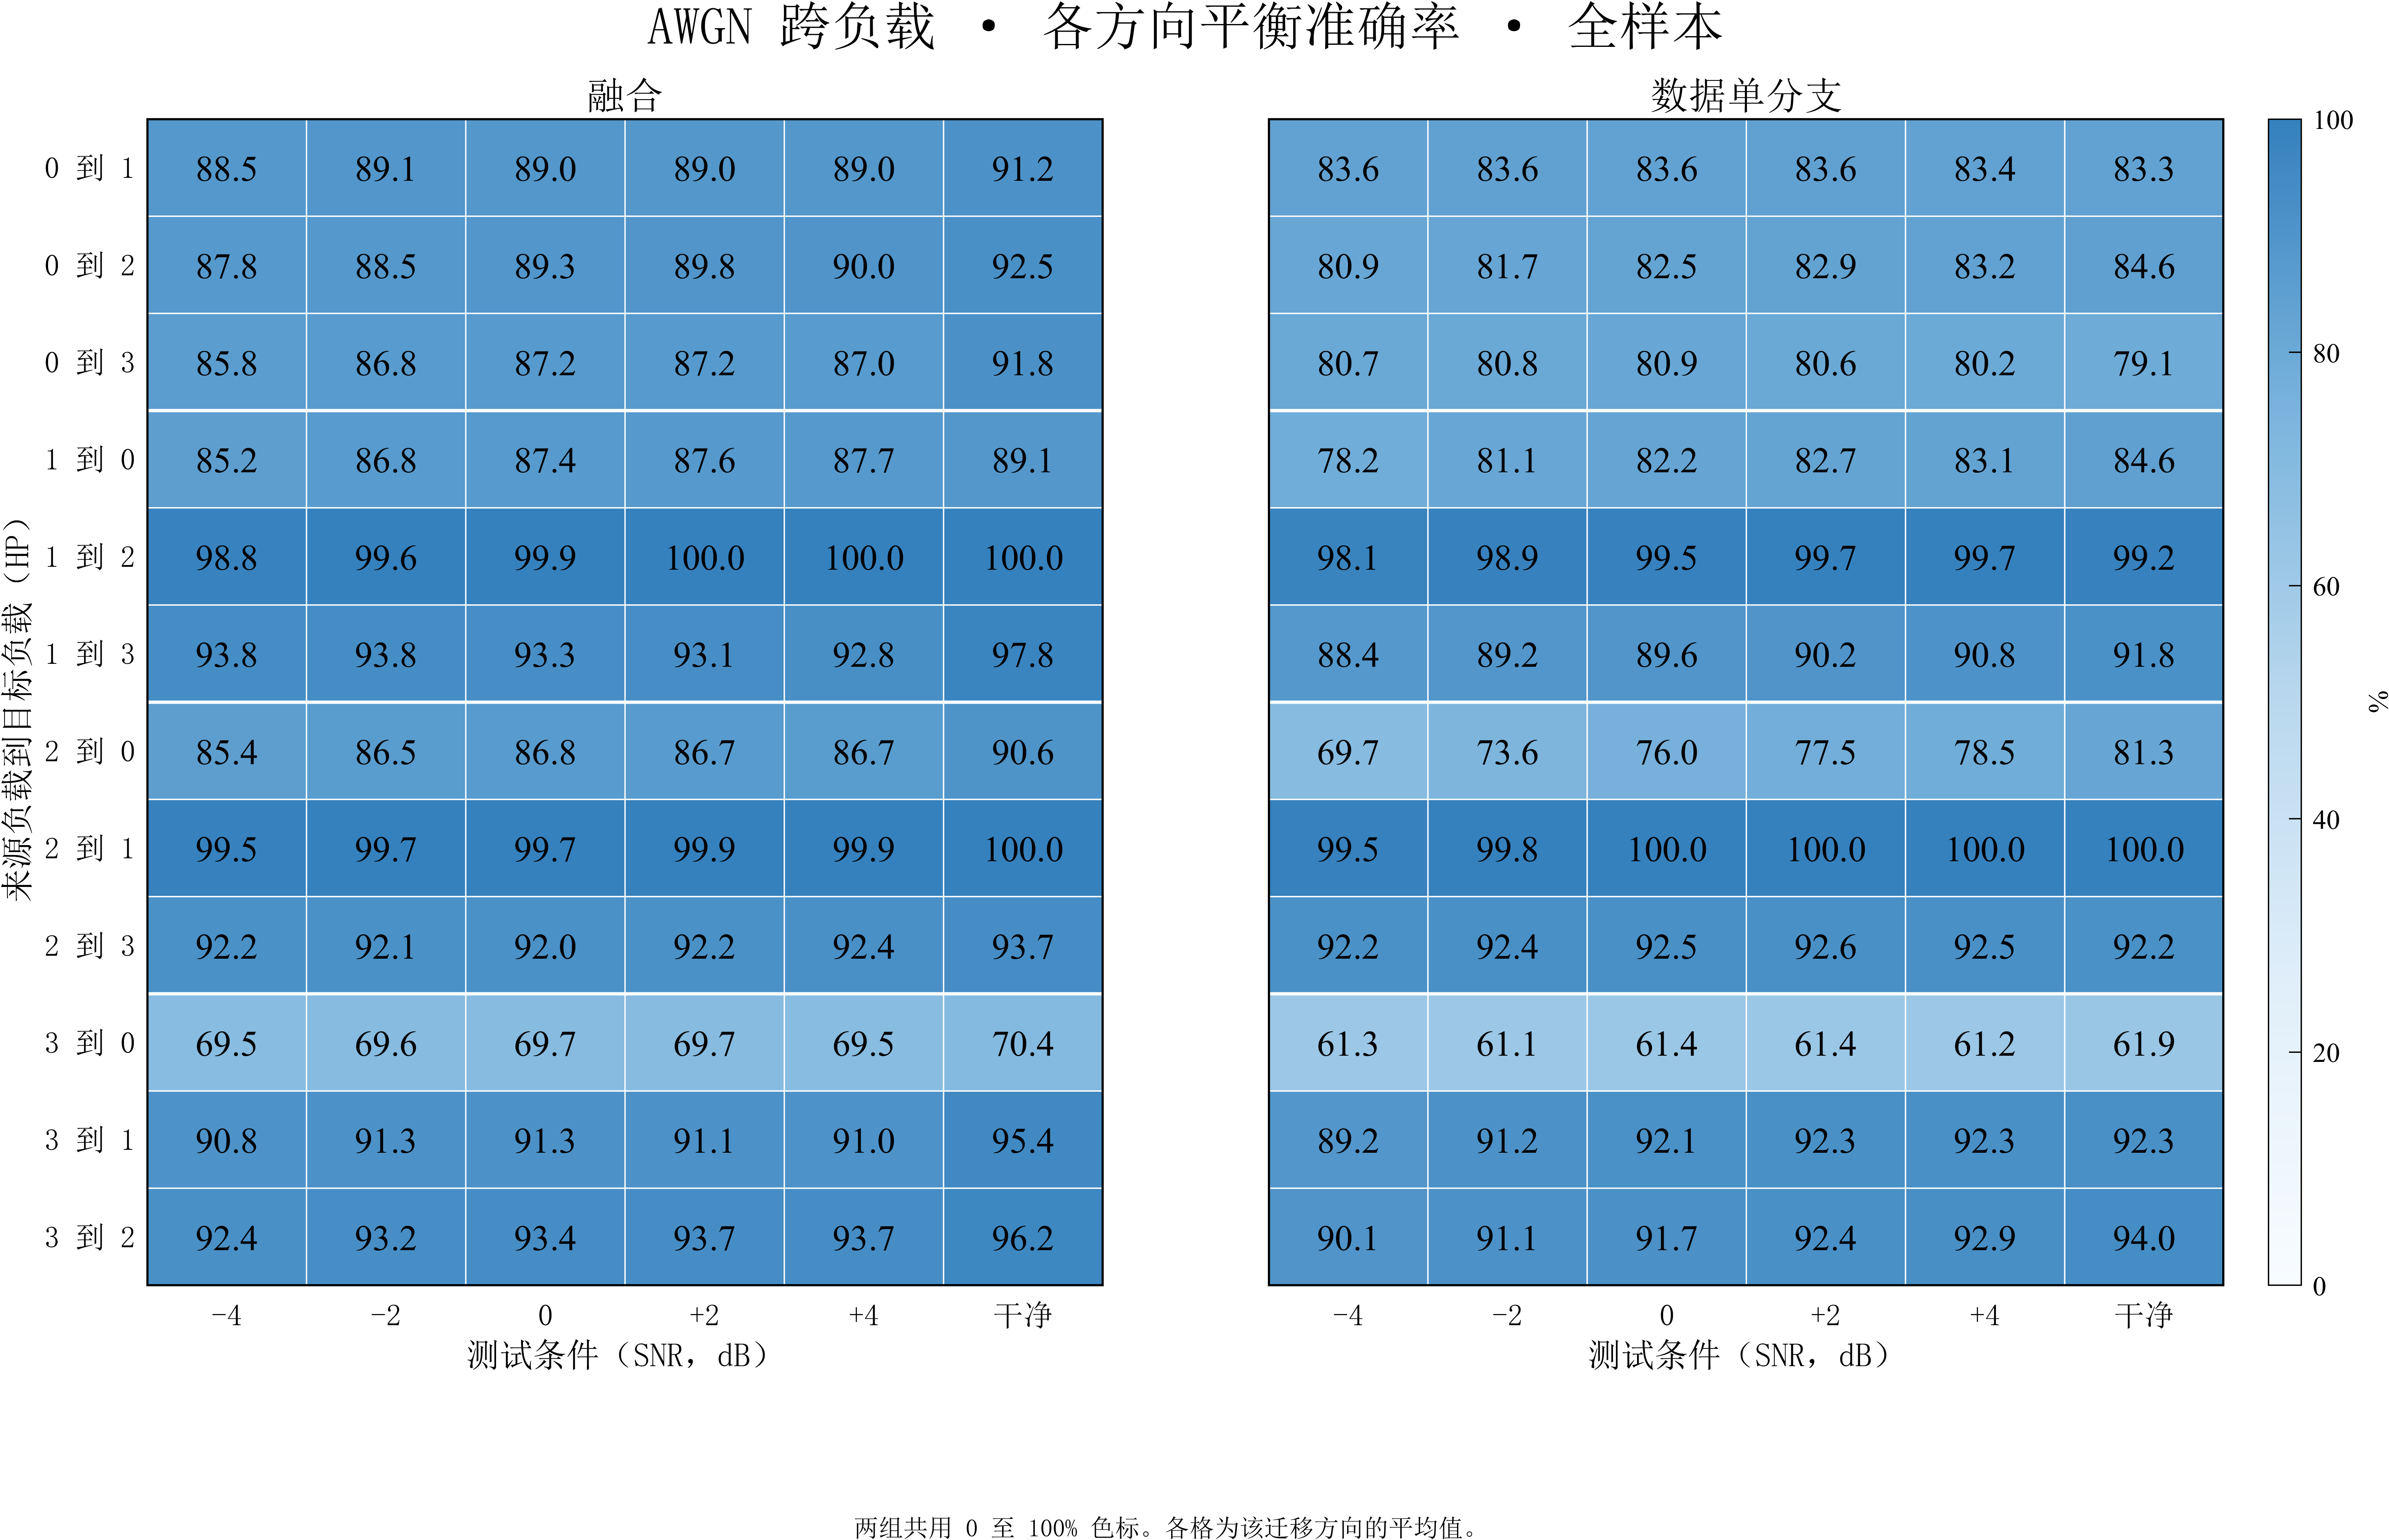 AWGN 跨负载 • 各方向平衡准确率 • 全样本
融合 数据单分支
来源负载到目标负载（HP）
0 到 1 88.5 89.1 89.0 89.0 89.0 91.2 83.6 83.6 83.6 83.6 83.4 83.3
0 到 2 87.8 88.5 89.3 89.8 90.0 92.5 80.9 81.7 82.5 82.9 83.2 84.6
0 到 3 85.8 86.8 87.2 87.2 87.0 91.8 80.7 80.8 80.9 80.6 80.2 79.1
1 到 0 85.2 86.8 87.4 87.6 87.7 89.1 78.2 81.1 82.2 82.7 83.1 84.6
1 到 2 98.8 99.6 99.9 100.0 100.0 100.0 98.1 98.9 99.5 99.7 99.7 99.2
1 到 3 93.8 93.8 93.3 93.1 92.8 97.8 88.4 89.2 89.6 90.2 90.8 91.8
2 到 0 85.4 86.5 86.8 86.7 86.7 90.6 69.7 73.6 76.0 77.5 78.5 81.3
2 到 1 99.5 99.7 99.7 99.9 99.9 100.0 99.5 99.8 100.0 100.0 100.0 100.0
2 到 3 92.2 92.1 92.0 92.2 92.4 93.7 92.2 92.4 92.5 92.6 92.5 92.2
3 到 0 69.5 69.6 69.7 69.7 69.5 70.4 61.3 61.1 61.4 61.4 61.2 61.9
3 到 1 90.8 91.3 91.3 91.1 91.0 95.4 89.2 91.2 92.1 92.3 92.3 92.3
3 到 2 92.4 93.2 93.4 93.7 93.7 96.2 90.1 91.1 91.7 92.4 92.9 94.0
-4 -2 0 +2 +4 干净 -4 -2 0 +2 +4 干净
测试条件（SNR，dB） 测试条件（SNR，dB）
100
80
60
40
20
0
%
两组共用 0 至 100% 色标。各格为该迁移方向的平均值。